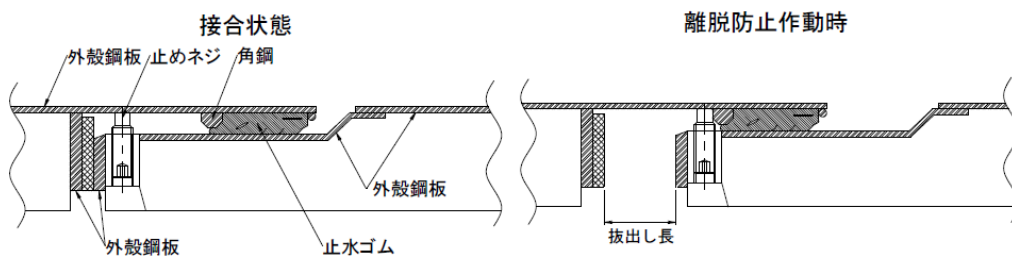 接合状態
離脱防止作動時
外殻鋼板
止めネジ
角鋼
外殻鋼板
外殻鋼板
止水ゴム
抜出し長